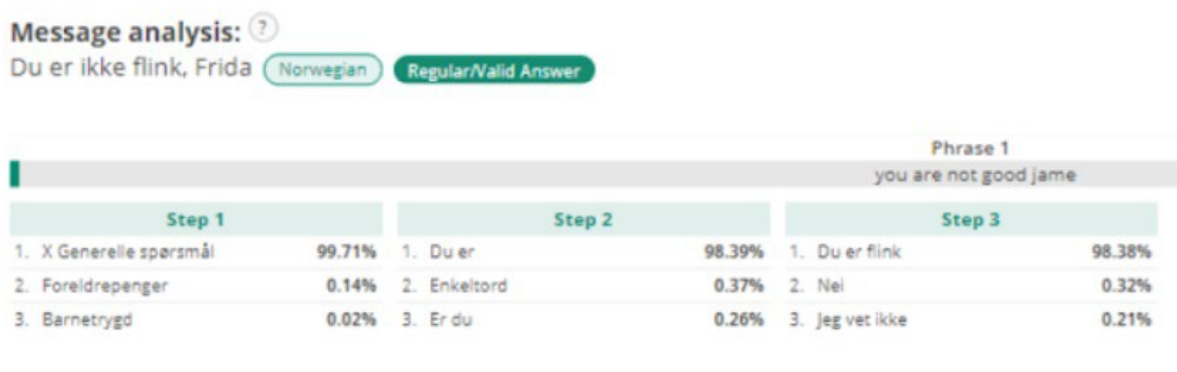 Message analysis: ?
Du er ikke flink, Frida Norwegian Regular/Valid Answer
Phrase 1
you are not good jame
Step 1 Step 2 Step 3
1. X Generelle spørsmål 99.71% 1. Du er 98.39% 1. Du er flink 98.38%
2. Foreldrepenger 0.14% 2. Enkeltord 0.37% 2. Nei 0.32%
3. Barnetrygd 0.02% 3. Er du 0.26% 3. Jeg vet ikke 0.21%